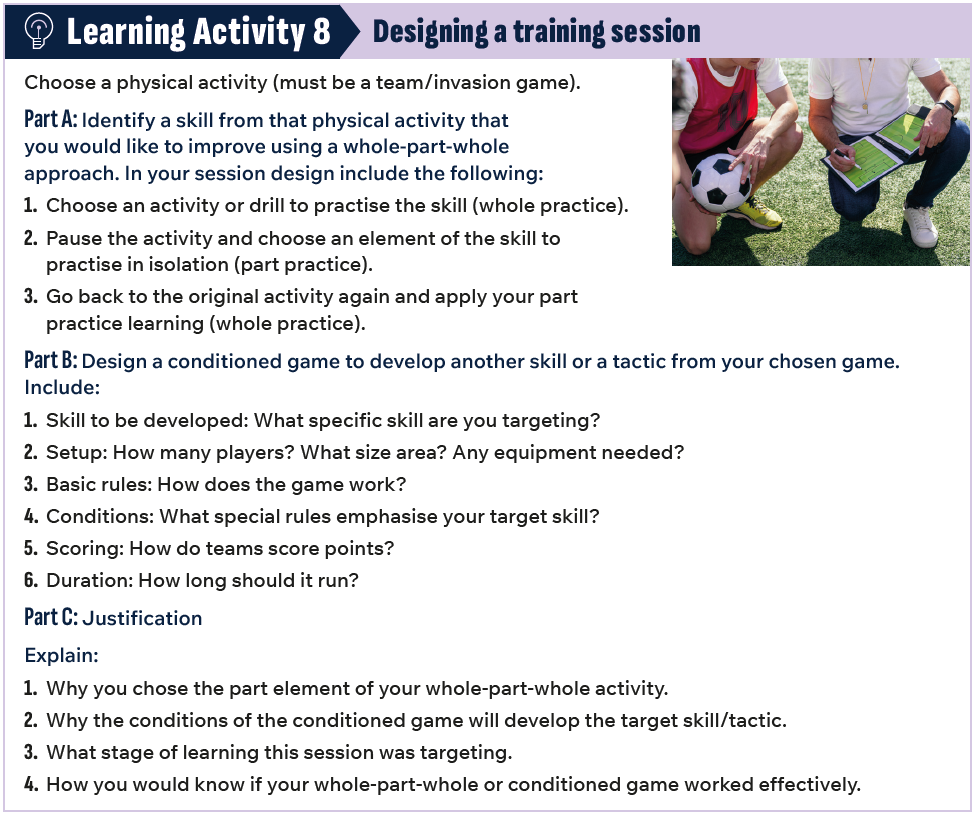 Learning Activity 8 Designing a training session
Choose a physical activity (must be a team/invasion game).
Part A: Identify a skill from that physical activity that
you would like to improve using a whole-part-whole
approach. In your session design include the following:
1. Choose an activity or drill to practise the skill (whole practice).
2. Pause the activity and choose an element of the skill to
practise in isolation (part practice).
3. Go back to the original activity again and apply your part
practice learning (whole practice).
Part B: Design a conditioned game to develop another skill or a tactic from your chosen game.
Include:
1. Skill to be developed: What specific skill are you targeting?
2. Setup: How many players? What size area? Any equipment needed?
3. Basic rules: How does the game work?
4. Conditions: What special rules emphasise your target skill?
5. Scoring: How do teams score points?
6. Duration: How long should it run?
Part C: Justification
Explain:
1. Why you chose the part element of your whole-part-whole activity.
2. Why the conditions of the conditioned game will develop the target skill/tactic.
3. What stage of learning this session was targeting.
4. How you would know if your whole-part-whole or conditioned game worked effectively.